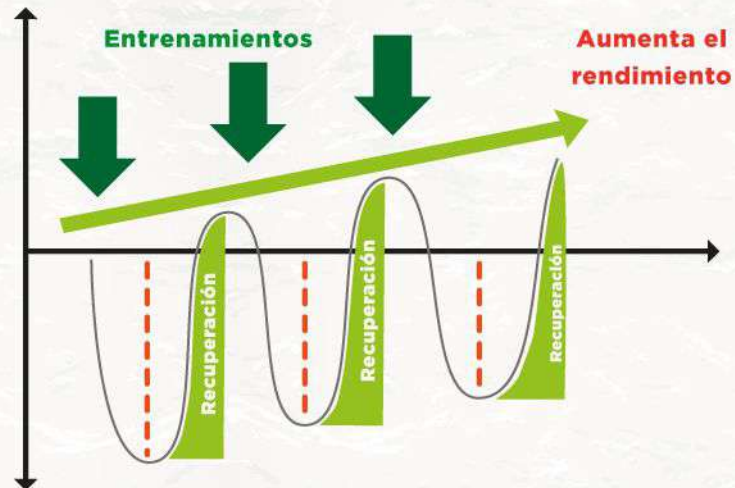 Entrenamientos
Aumenta el
rendimiento
Recuperación
Recuperación
Recuperación